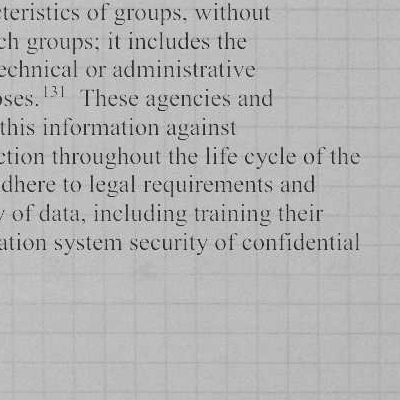 cteristics of groups, without
ch groups; it includes the
echnical or administrative
oses.131 These agencies and
this information against
ction throughout the life cycle of the
dhere to legal requirements and
y of data, including training their
ation system security of confidential